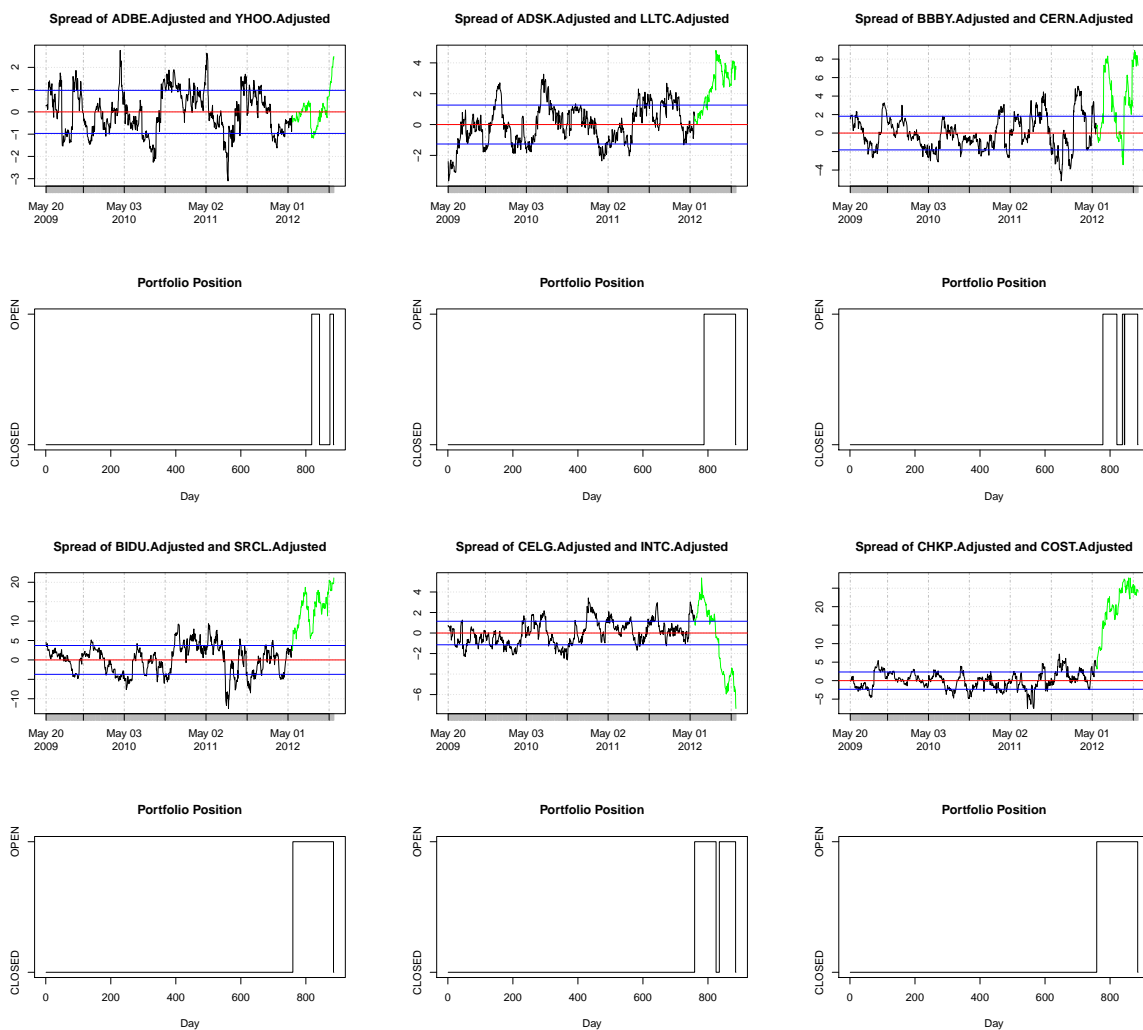 Spread of ADBE.Adjusted and YHOO.Adjusted
2
1
0
−1
−2
−3
May 20 2009
May 03 2010
May 02 2011
May 01 2012
Spread of ADSK.Adjusted and LLTC.Adjusted
4
2
0
−2
May 20 2009
May 03 2010
May 02 2011
May 01 2012
Spread of BBBY.Adjusted and CERN.Adjusted
8
6
4
2
0
−4
May 20 2009
May 03 2010
May 02 2011
May 01 2012
Portfolio Position
OPEN
CLOSED
0 200 400 600 800
Day
Portfolio Position
OPEN
CLOSED
0 200 400 600 800
Day
Portfolio Position
OPEN
CLOSED
0 200 400 600 800
Day
Spread of BIDU.Adjusted and SRCL.Adjusted
20
10
5
0
−10
May 20 2009
May 03 2010
May 02 2011
May 01 2012
Spread of CELG.Adjusted and INTC.Adjusted
4
2
0
−2
−6
May 20 2009
May 03 2010
May 02 2011
May 01 2012
Spread of CHKP.Adjusted and COST.Adjusted
20
10
5
0
−5
May 20 2009
May 03 2010
May 02 2011
May 01 2012
Portfolio Position
OPEN
CLOSED
0 200 400 600 800
Day
Portfolio Position
OPEN
CLOSED
0 200 400 600 800
Day
Portfolio Position
OPEN
CLOSED
0 200 400 600 800
Day